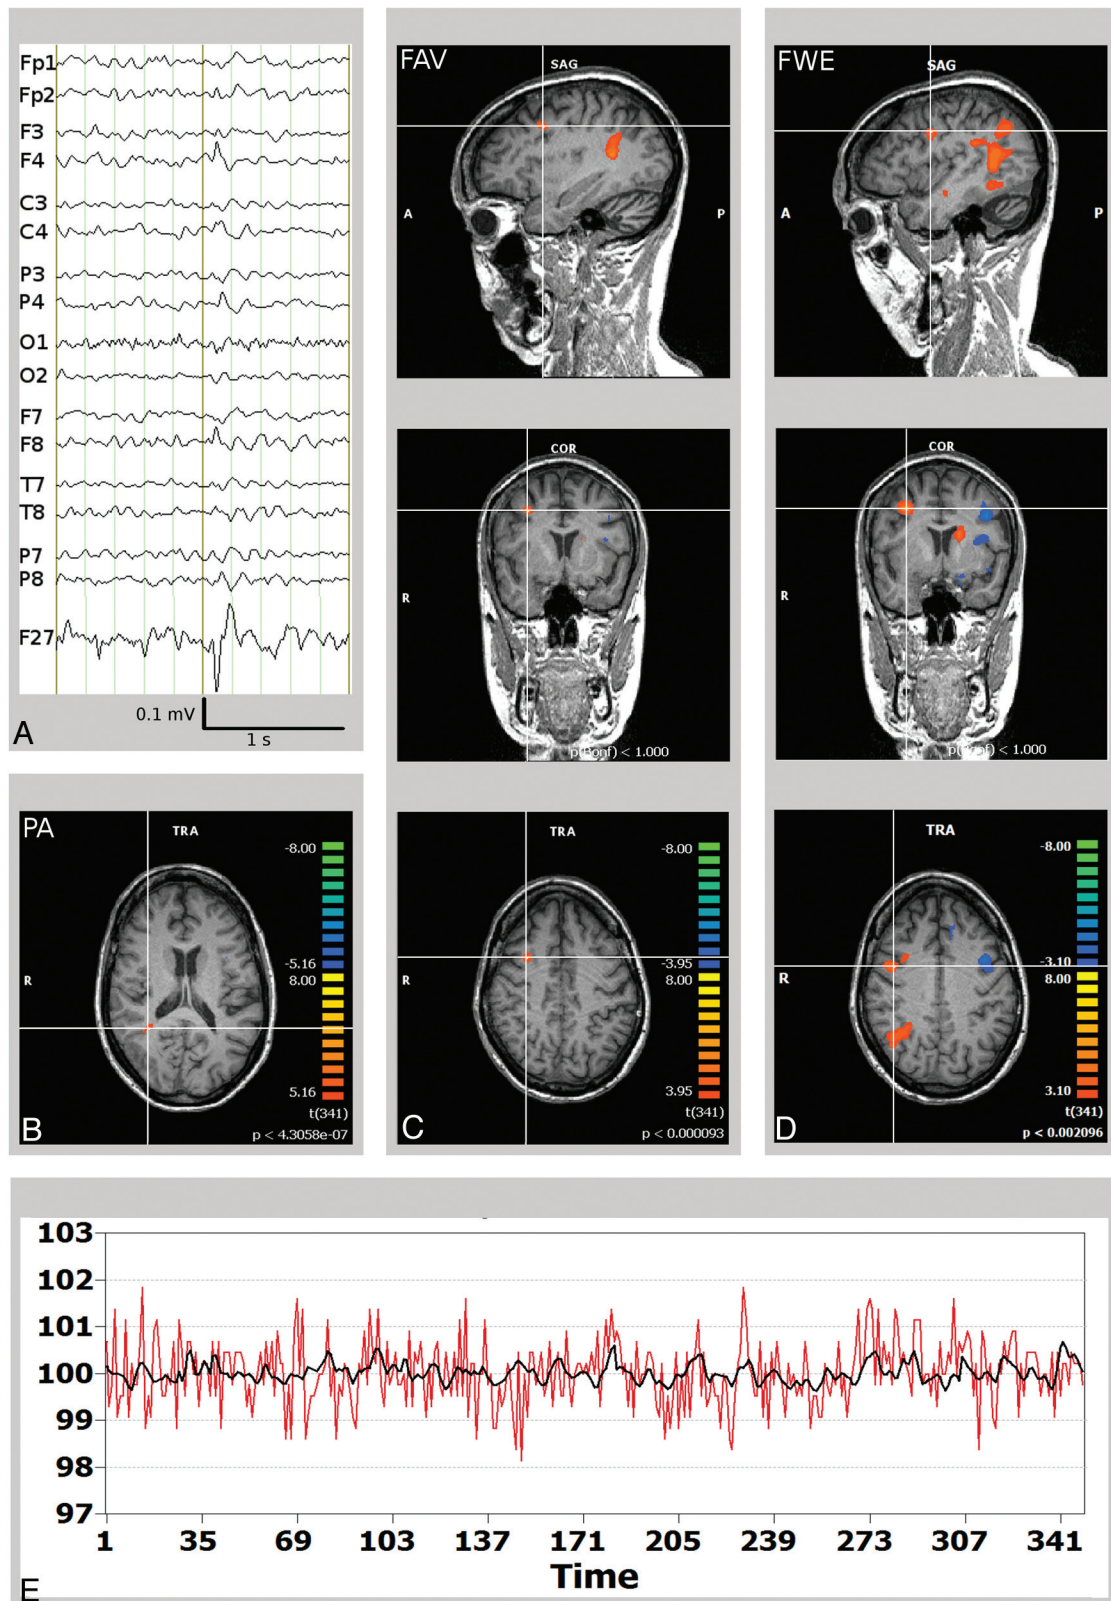 Fp1
Fp2
F3
F4
C3
C4
P3
P4
O1
O2
F7
F8
T7
T8
P7
P8
F27
0.1 mV
1 s
A
FAV
SAG
A
P
COR
R
p(Bonf) < 1.000
FWE
SAG
A
P
COR
R
p(Bonf) < 1.000
PA
TRA
-8.00
R
-5.16
8.00
5.16
t(341)
p < 4.3058e-07
B
TRA
-8.00
R
-3.95
8.00
3.95
t(341)
p < 0.000093
C
TRA
-8.00
R
-3.10
8.00
3.10
t(341)
p < 0.002096
D
103
102
101
100
99
98
97
1 35 69 103 137 171 205 239 273 307 341
Time
E